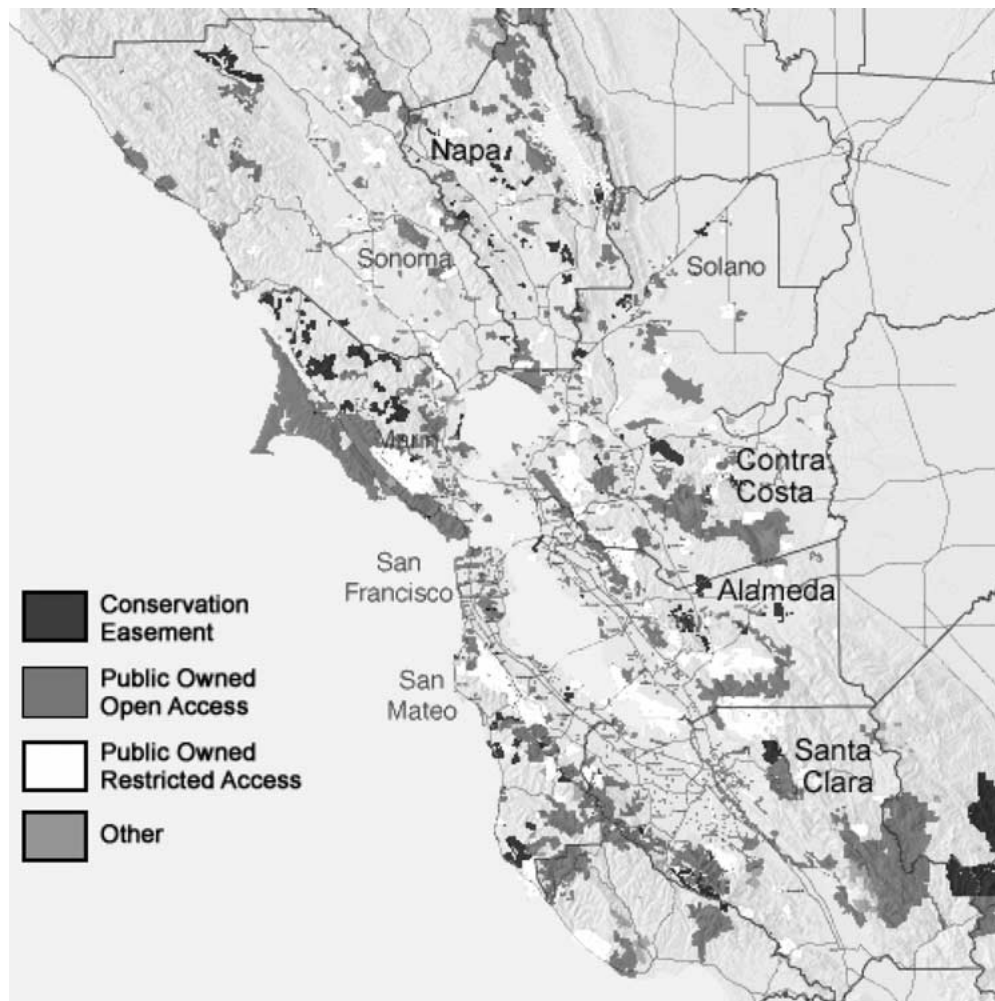 Napa
Sonoma
Solano
Marin
Contra
Costa
San
Francisco
Alameda
San
Mateo
Santa
Clara
Conservation
Easement
Public Owned
Open Access
Public Owned
Restricted Access
Other